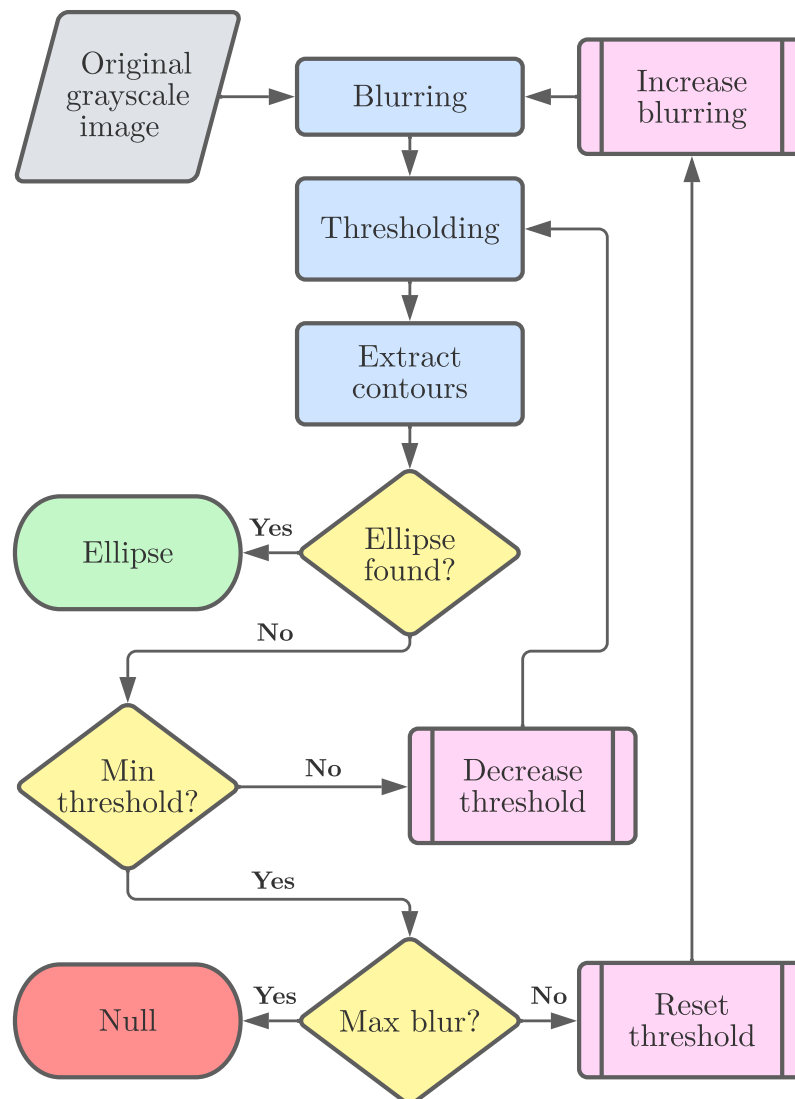 Original
grayscale
image
Blurring
Increase
blurring
Thresholding
Extract
contours
Ellipse
Yes
Ellipse
found?
No
Min
threshold?
No
Decrease
threshold
Yes
Null
Yes
Max blur?
No
Reset
threshold